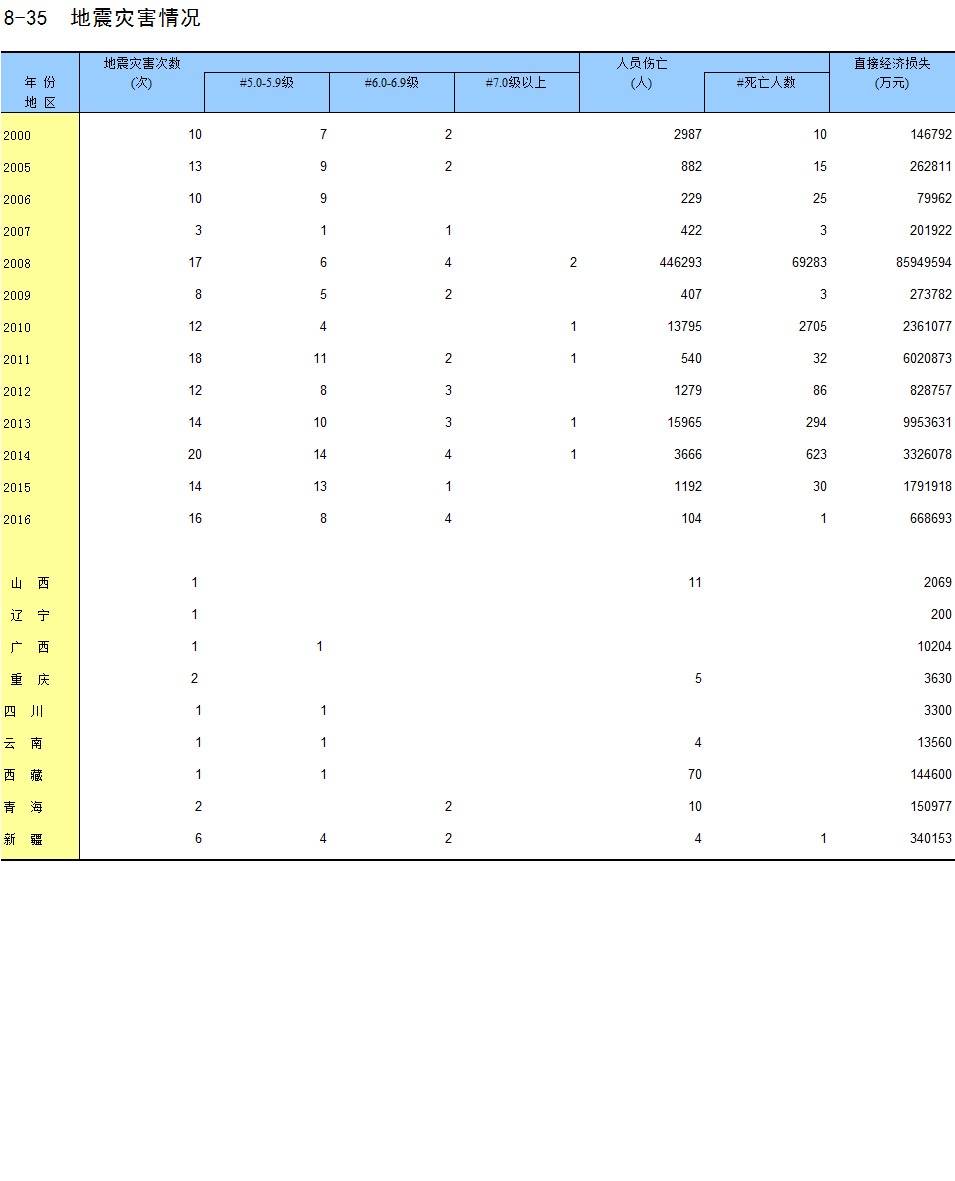 8-35 地震灾害情况
地震灾害次数 人员伤亡 直接经济损失
年 份 (次) #5.0-5.9级 #6.0-6.9级 #7.0级以上 (人) #死亡人数 (万元)
地 区
2000 10 7 2 2987 10 146792
2005 13 9 2 882 15 262811
2006 10 9 229 25 79962
2007 3 1 1 422 3 201922
2008 17 6 4 2 446293 69283 85949594
2009 8 5 2 407 3 273782
2010 12 4 1 13795 2705 2361077
2011 18 11 2 1 540 32 6020873
2012 12 8 3 1279 86 828757
2013 14 10 3 1 15965 294 9953631
2014 20 14 4 1 3666 623 3326078
2015 14 13 1 1192 30 1791918
2016 16 8 4 104 1 668693
山 西 1 11 2069
辽 宁 1 200
广 西 1 1 10204
重 庆 2 5 3630
四 川 1 1 3300
云 南 1 1 4 13560
西 藏 1 1 70 144600
青 海 2 2 10 150977
新 疆 6 4 2 4 1 340153